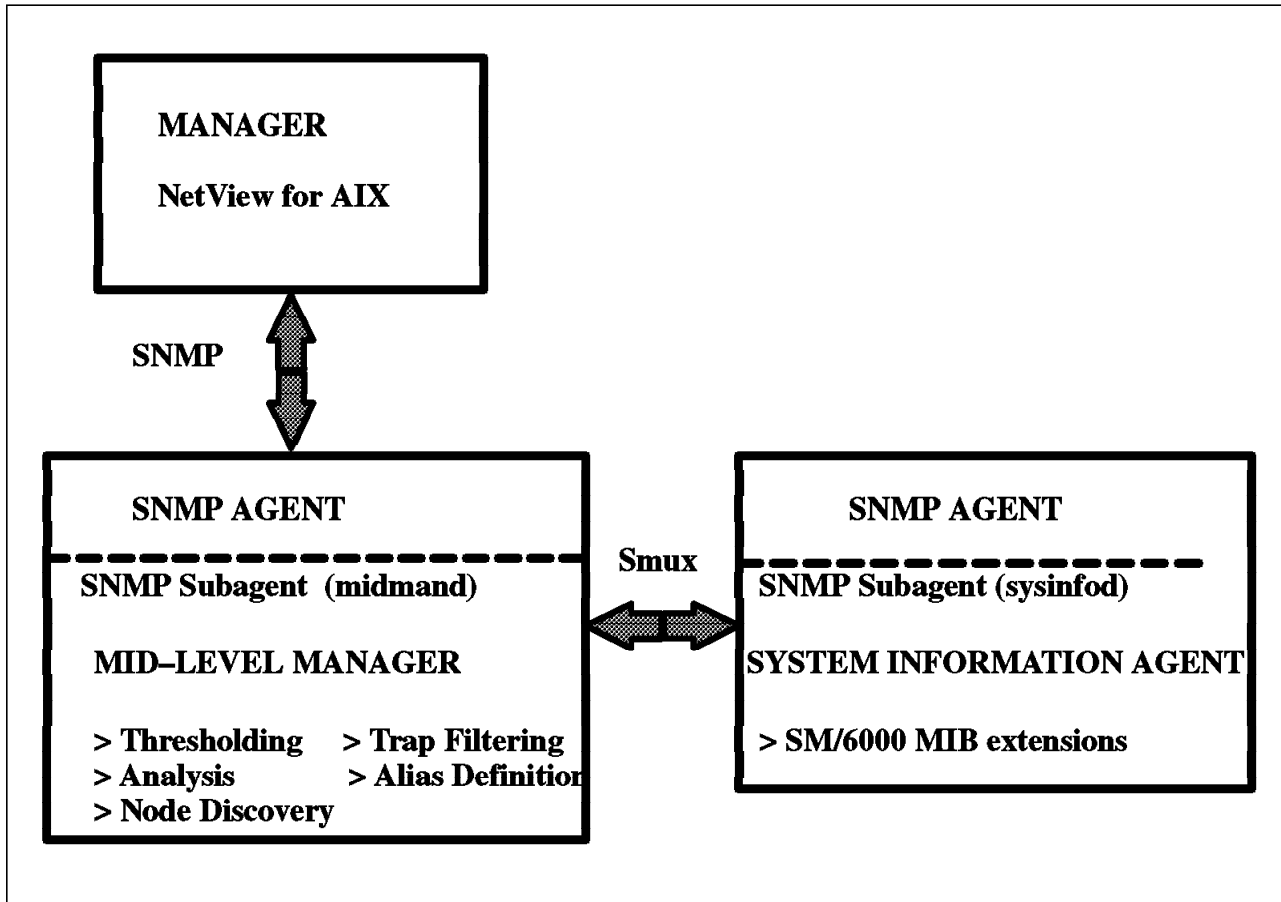 MANAGER
NetView for AIX
SNMP
SNMP AGENT
SNMP Subagent (midmand)
MID–LEVEL MANAGER
> Thresholding > Trap Filtering
> Analysis > Alias Definition
> Node Discovery
Smux
SNMP AGENT
SNMP Subagent (sysinfod)
SYSTEM INFORMATION AGENT
> SM/6000 MIB extensions